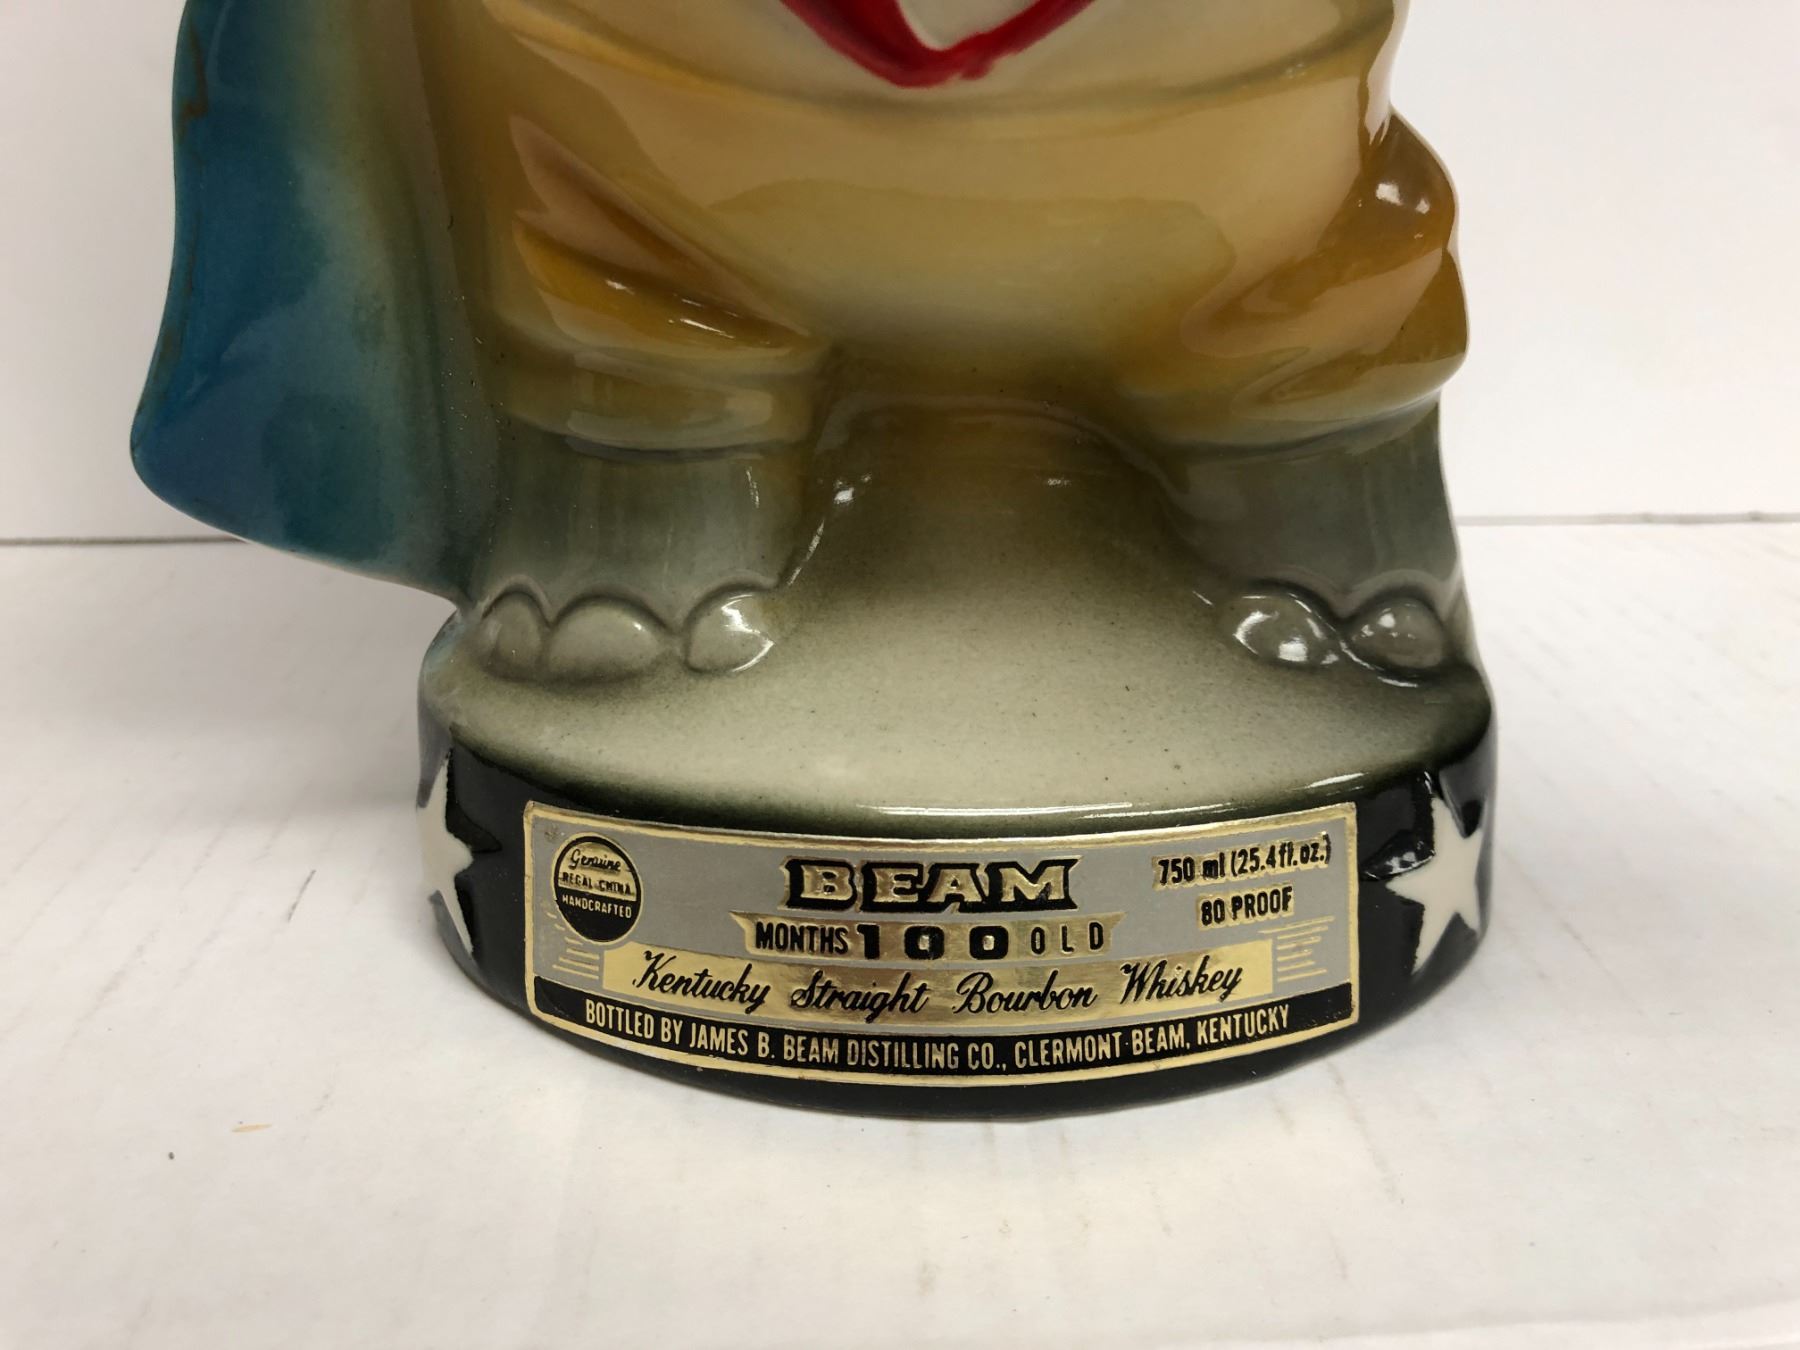 Genuine
REGAL CHINA
HANDCRAFTED
BEAM
MONTHS 100 OLD
750 ml (25.4 fl. oz.)
80 PROOF
Kentucky Straight Bourbon Whiskey
BOTTLED BY JAMES B. BEAM DISTILLING CO., CLERMONT·BEAM, KENTUCKY